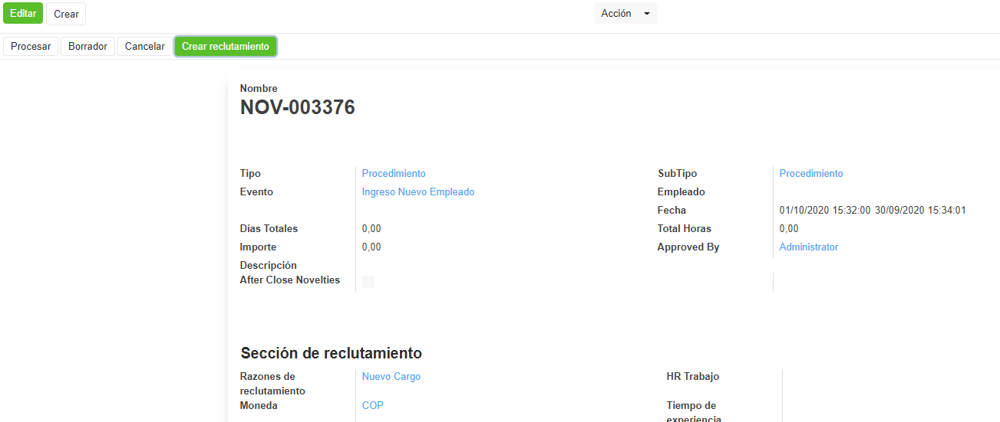 Editar Crear Acción
Procesar Borrador Cancelar Crear reclutamiento
Nombre
NOV-003376
Tipo Procedimiento SubTipo Procedimiento
Evento Ingreso Nuevo Empleado Empleado
Fecha 01/10/2020 15:32:00 30/09/2020 15:34:01
Días Totales 0,00 Total Horas 0,00
Importe 0,00 Approved By Administrator
Descripción
After Close Novelties
Sección de reclutamiento
Razones de Nuevo Cargo HR Trabajo
reclutamiento
Moneda COP Tiempo de
experiencia